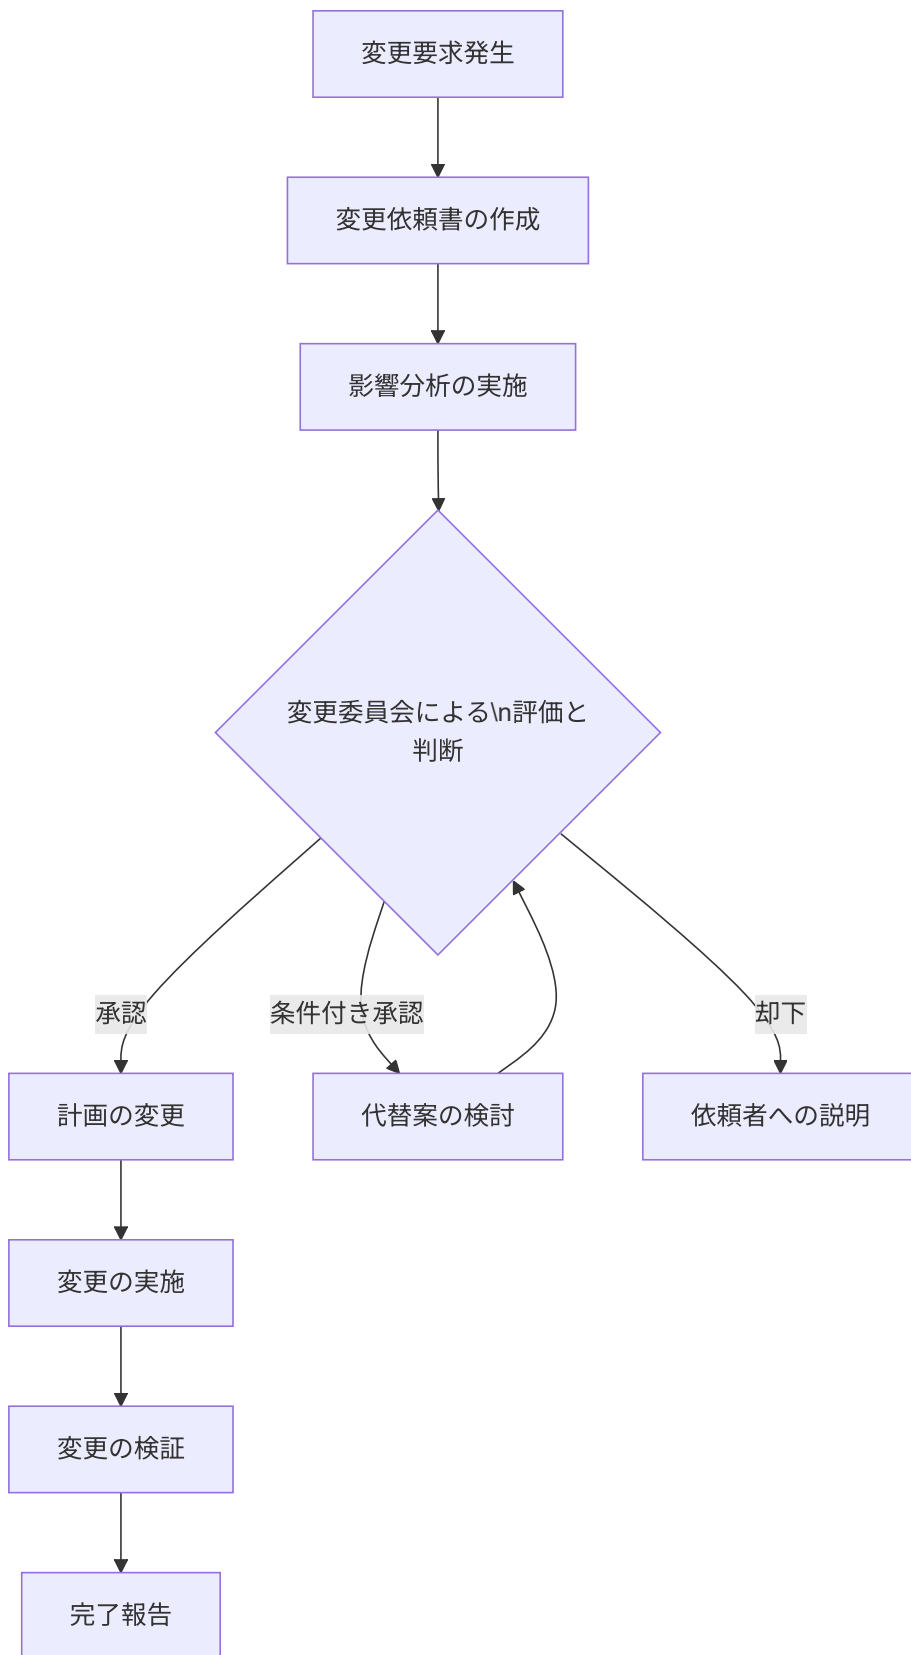 変更要求発生
変更依頼書の作成
影響分析の実施
変更委員会による\n評価と
判断
承認
条件付き承認
却下
計画の変更
代替案の検討
依頼者への説明
変更の実施
変更の検証
完了報告